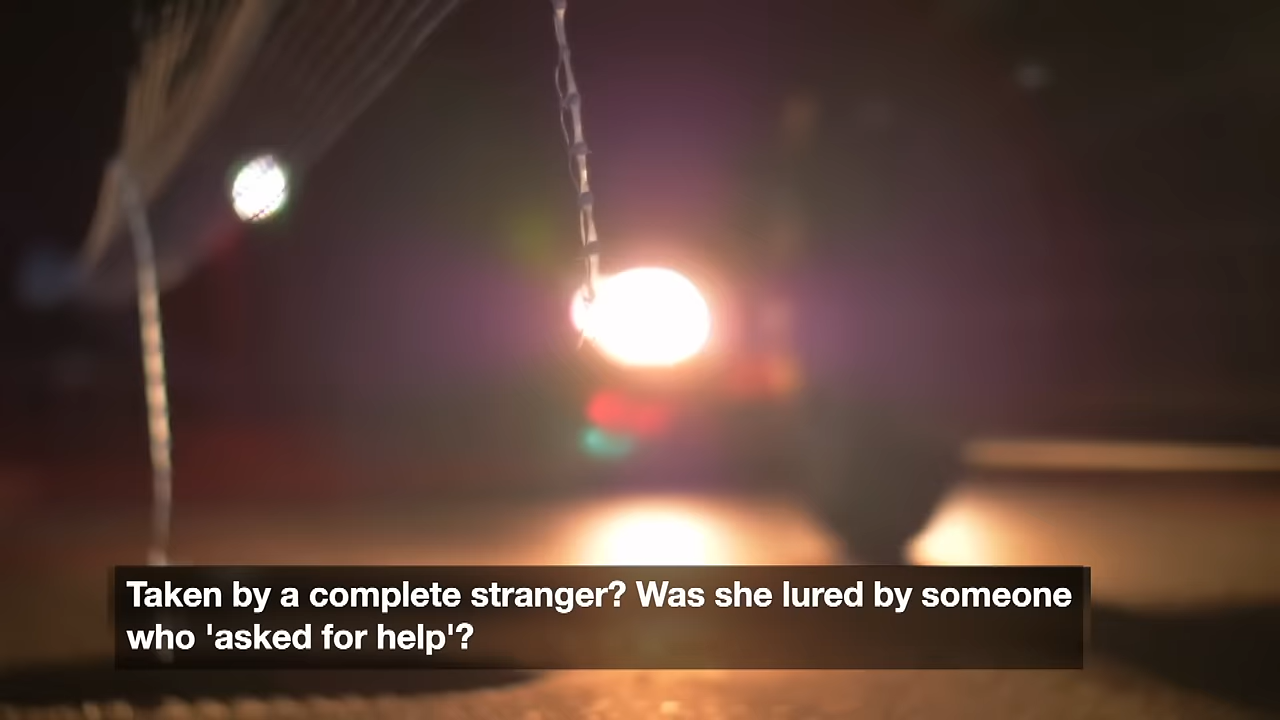 Taken by a complete stranger? Was she lured by someone
who 'asked for help'?